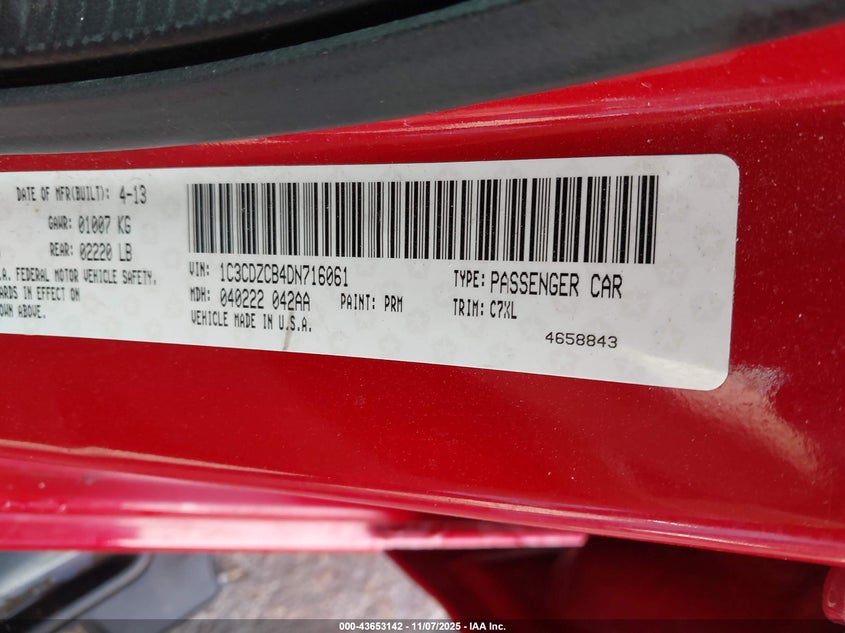 DATE OF MFR(BUILT): 4-13
GAWR: 01007 KG
REAR: 02220 LB
A. FEDERAL MOTOR VEHICLE SAFETY.
ARDS IN EFFECT ON
OWN ABOVE.
VIN: 1C3CDZCB4DN716061
TYPE: PASSENGER CAR
MDH: 040222 042AA
PAINT: PRM
TRIM: C7XL
VEHICLE MADE IN U.S.A.
4658843
000-43653142 - 11/07/2025 - © IAA Inc.